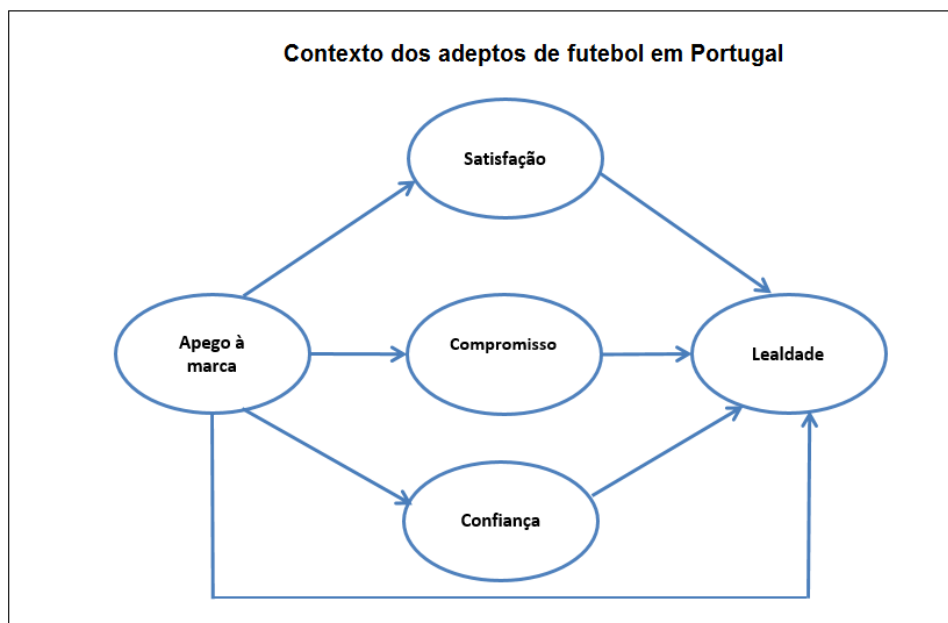 Contexto dos adeptos de futebol em Portugal
Satisfação
Apego à
marca
Compromisso
Lealdade
Confiança